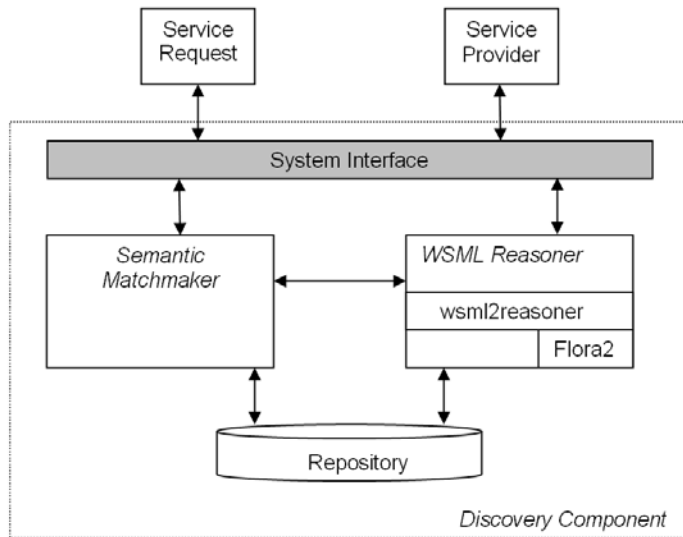 Service
Request
Service
Provider
System Interface
Semantic
Matchmaker
WSML Reasoner
wsml2reasoner
Flora2
Repository
Discovery Component